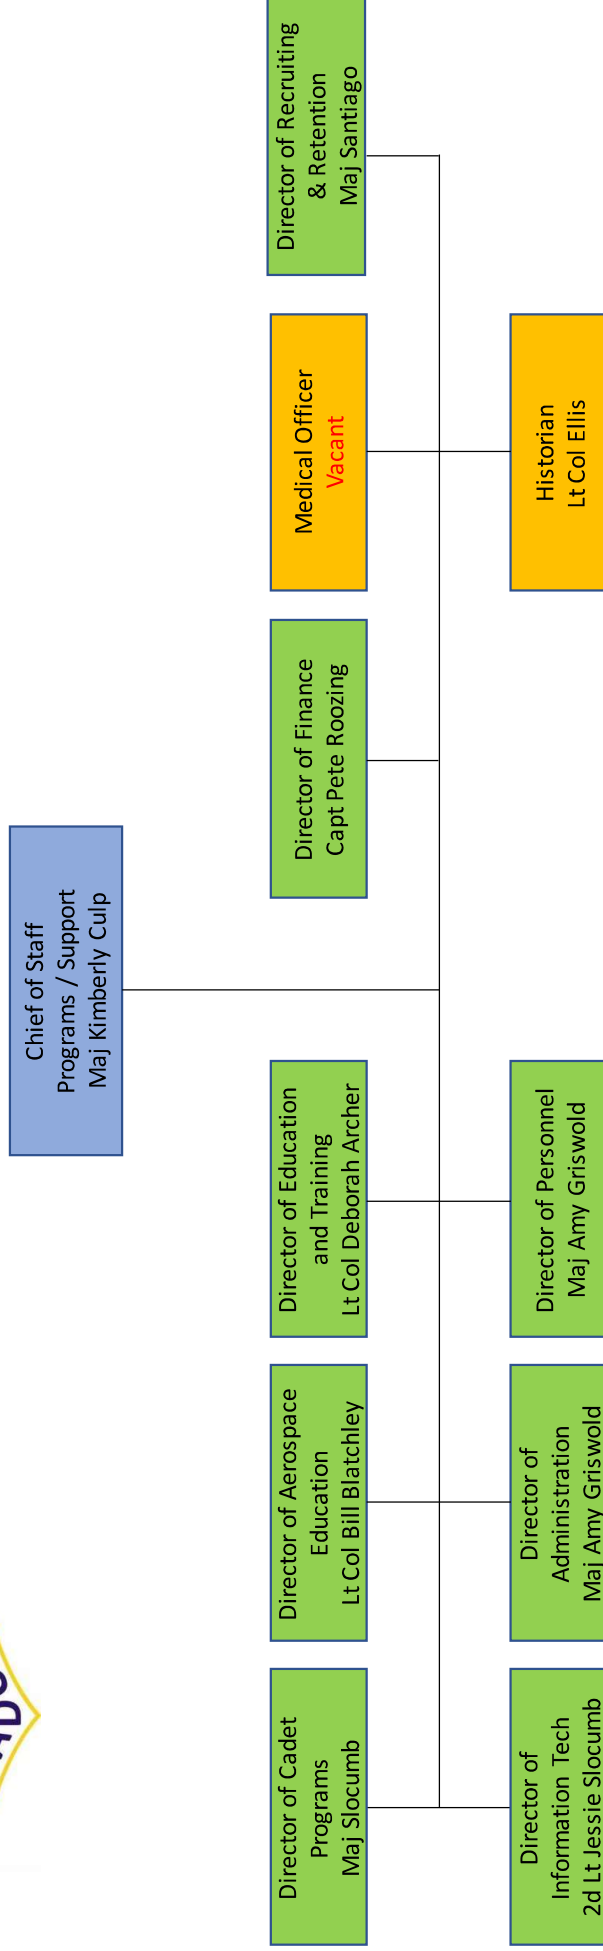 Chief of Staff
Programs / Support
Maj Kimberly Culp
Director of Cadet
Programs
Maj Slocumb
Director of Aerospace
Education
Lt Col Bill Blatchley
Director of Education
and Training
Lt Col Deborah Archer
Director of Finance
Capt Pete Roozing
Medical Officer
Vacant
Director of Recruiting
& Retention
Maj Santiago
Director of
Information Tech
2d Lt Jessie Slocumb
Director of
Administration
Maj Amy Griswold
Director of Personnel
Maj Amy Griswold
Historian
Lt Col Ellis